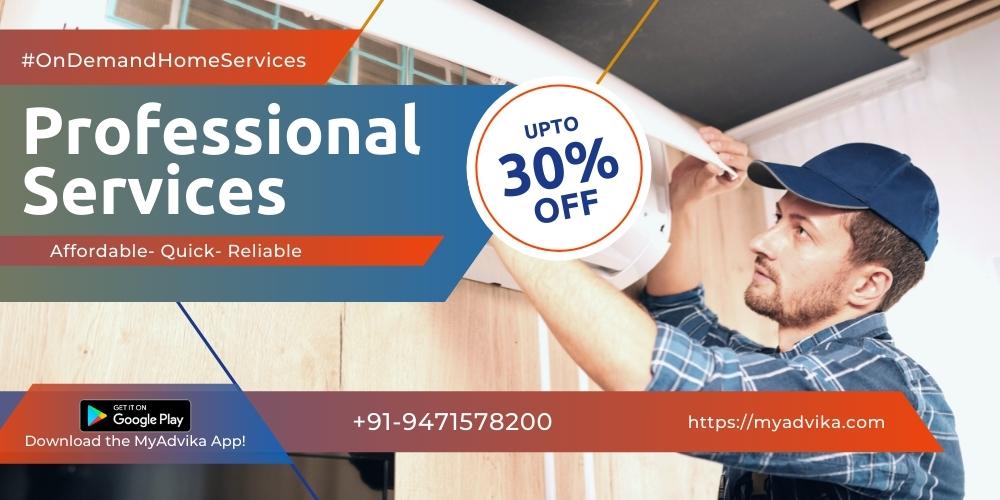 #OnDemandHomeServices
Professional
Services
Affordable- Quick- Reliable
UPTO
30%
OFF
GET IT ON
Google Play
Download the MyAdvika App!
+91-9471578200
https://myadvika.com